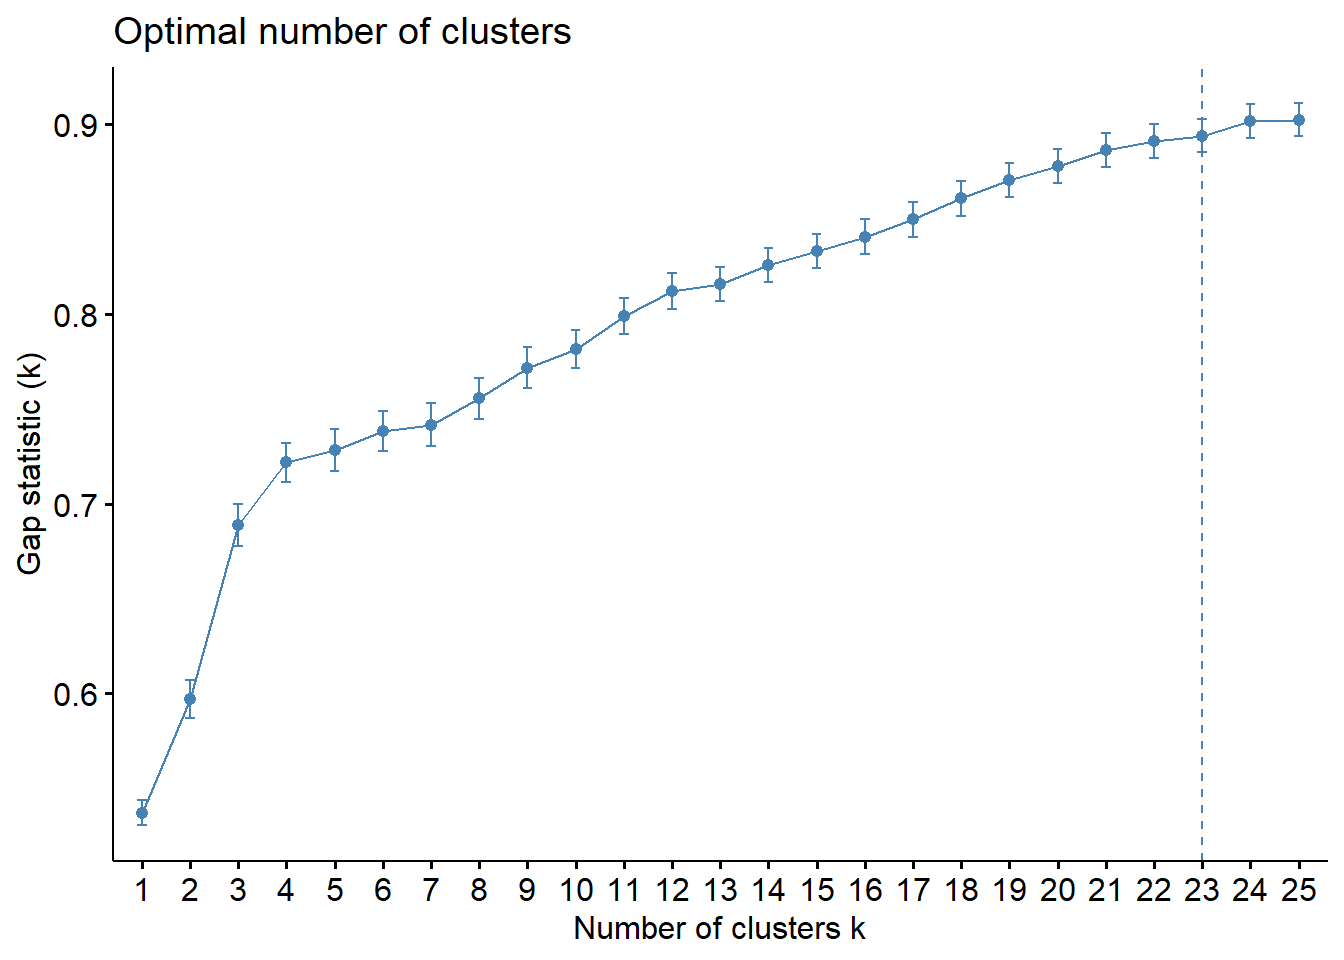 Optimal number of clusters
Gap statistic (k)
0.9
0.8
0.7
0.6
1 2 3 4 5 6 7 8 9 10 11 12 13 14 15 16 17 18 19 20 21 22 23 24 25
Number of clusters k